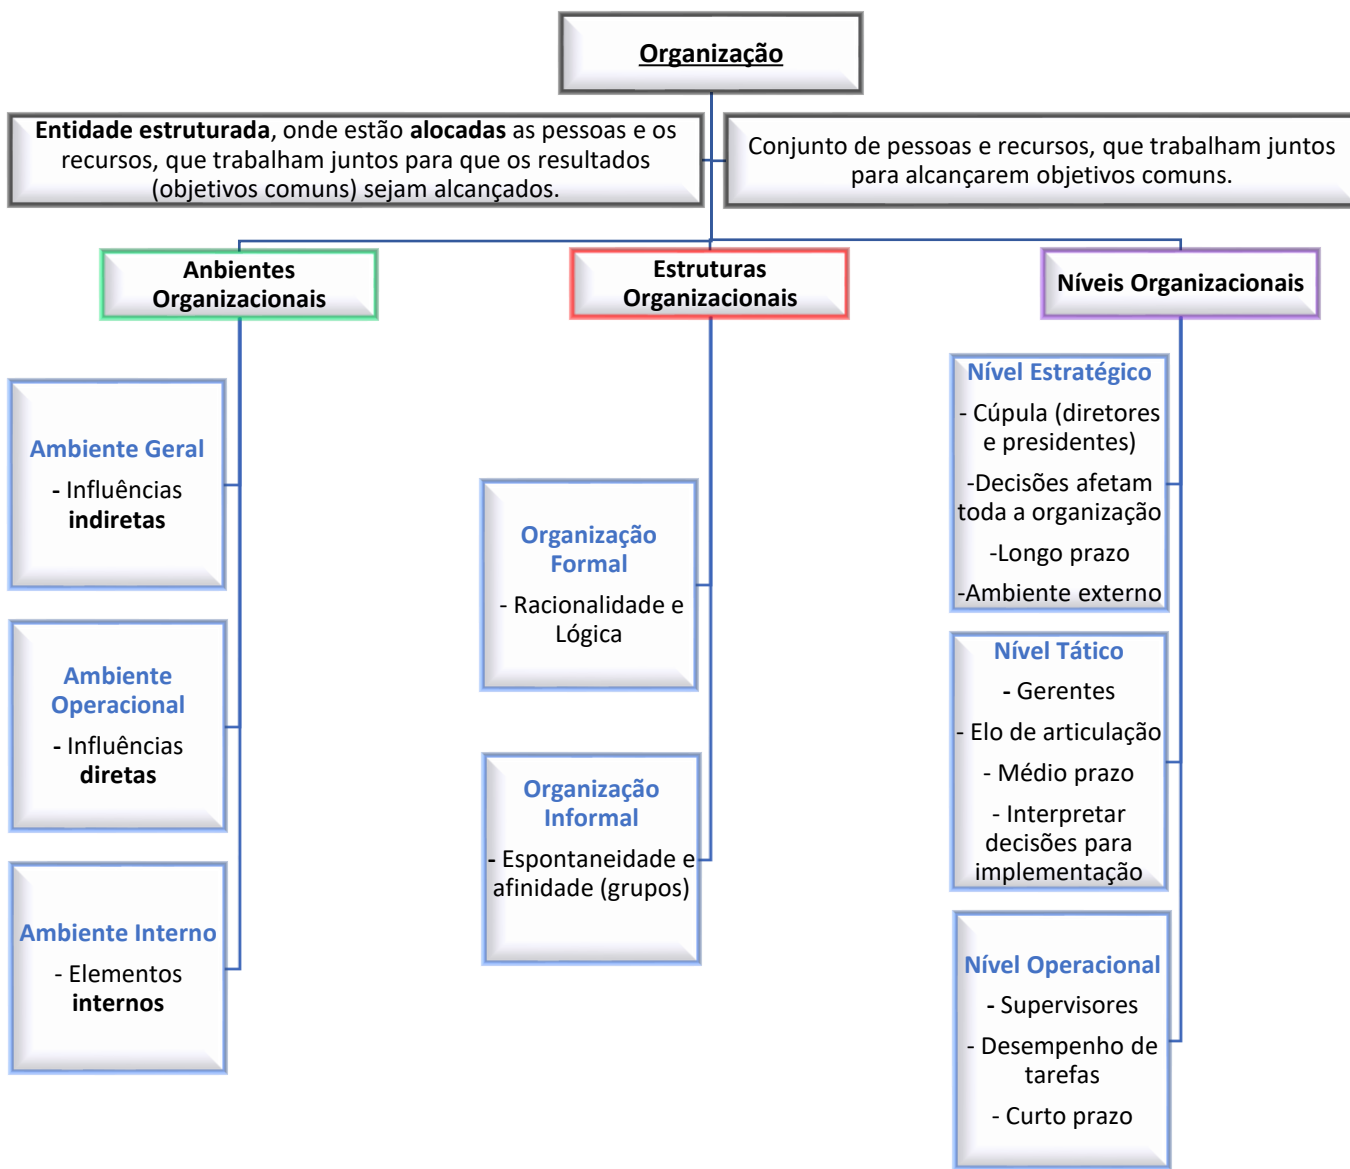 Organização
Entidade estruturada, onde estão alocadas as pessoas e os
recursos, que trabalham juntos para que os resultados
(objetivos comuns) sejam alcançados.
Conjunto de pessoas e recursos, que trabalham juntos
para alcançarem objetivos comuns.
Anbientes
Organizacionais
Ambiente Geral
- Influências
indiretas
Ambiente
Operacional
- Influências
diretas
Ambiente Interno
- Elementos
internos
Estruturas
Organizacionais
Organização
Formal
- Racionalidade e
Lógica
Organização
Informal
- Espontaneidade e
afinidade (grupos)
Níveis Organizacionais
Nível Estratégico
- Cúpula (diretores
e presidentes)
-Decisões afetam
toda a organização
-Longo prazo
-Ambiente externo
Nível Tático
- Gerentes
- Elo de articulação
- Médio prazo
- Interpretar
decisões para
implementação
Nível Operacional
- Supervisores
- Desempenho de
tarefas
- Curto prazo